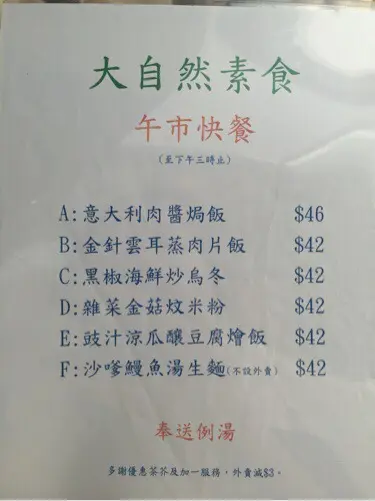 大自然素食
午市快餐
(至下午三時止)
A:意大利肉醬焗飯 $46
B:金針雲耳蒸肉片飯 $42
C:黑椒海鮮炒烏冬 $42
D:雜菜金菇炆米粉 $42
E:豉汁涼瓜釀豆腐燴飯 $42
F:沙嗲鰻魚湯生麵(不設外賣) $42
奉送例湯
多謝優惠茶芥及加一服務，外賣減$3。